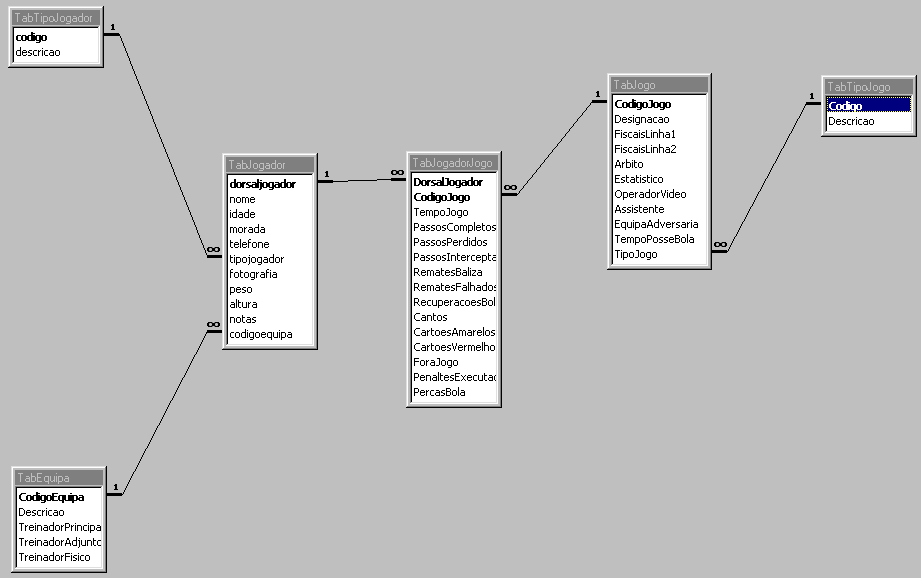 TabTipoJogador
codigo
descricao
1
∞
TabJogador
dorsaljogador
nome
idade
morada
telefone
tipojogador
fotografia
peso
altura
notas
codigoequipa
∞
1
TabEquipa
CodigoEquipa
Descricao
TreinadorPrincipa
TreinadorAdjunto
TreinadorFisico
1
∞
TabJogadorJogo
DorsalJogador
CodigoJogo
TempoJogo
PassosCompletos
PassosPerdidos
PassosIntercepta
RematesBaliza
RematesFalhados
RecuperacoesBol
Cantos
CartoesAmarelos
CartoesVermelho
ForaJogo
PenaltesExecutad
PercasBola
∞
1
TabJogo
CodigoJogo
Designacao
FiscaisLinha1
FiscaisLinha2
Arbito
Estatistico
OperadorVideo
Assistente
EquipaAdversaria
TempoPosseBola
TipoJogo
∞
1
TabTipoJogo
Codigo
Descricao